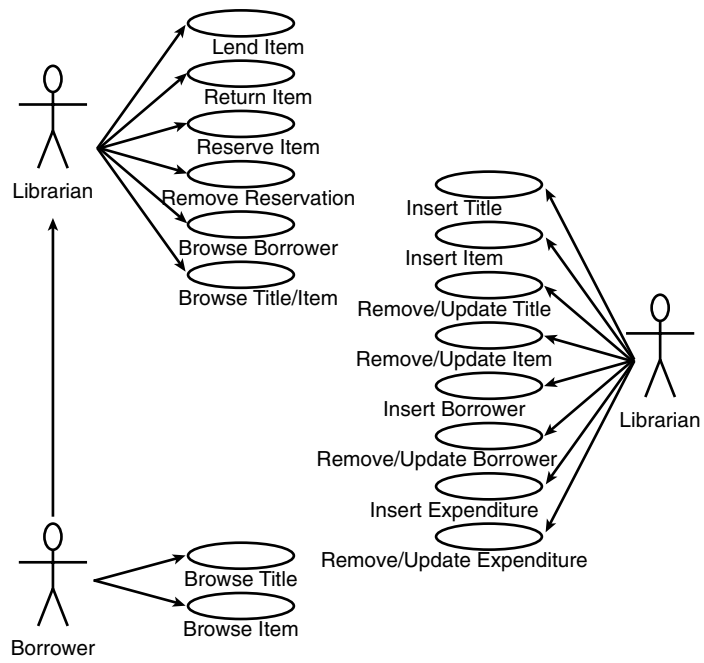 Lend Item
Return Item
Reserve Item
Remove Reservation
Browse Borrower
Browse Title/Item
Librarian
Insert Title
Insert Item
Remove/Update Title
Remove/Update Item
Insert Borrower
Remove/Update Borrower
Insert Expenditure
Remove/Update Expenditure
Librarian
Browse Title
Browse Item
Borrower